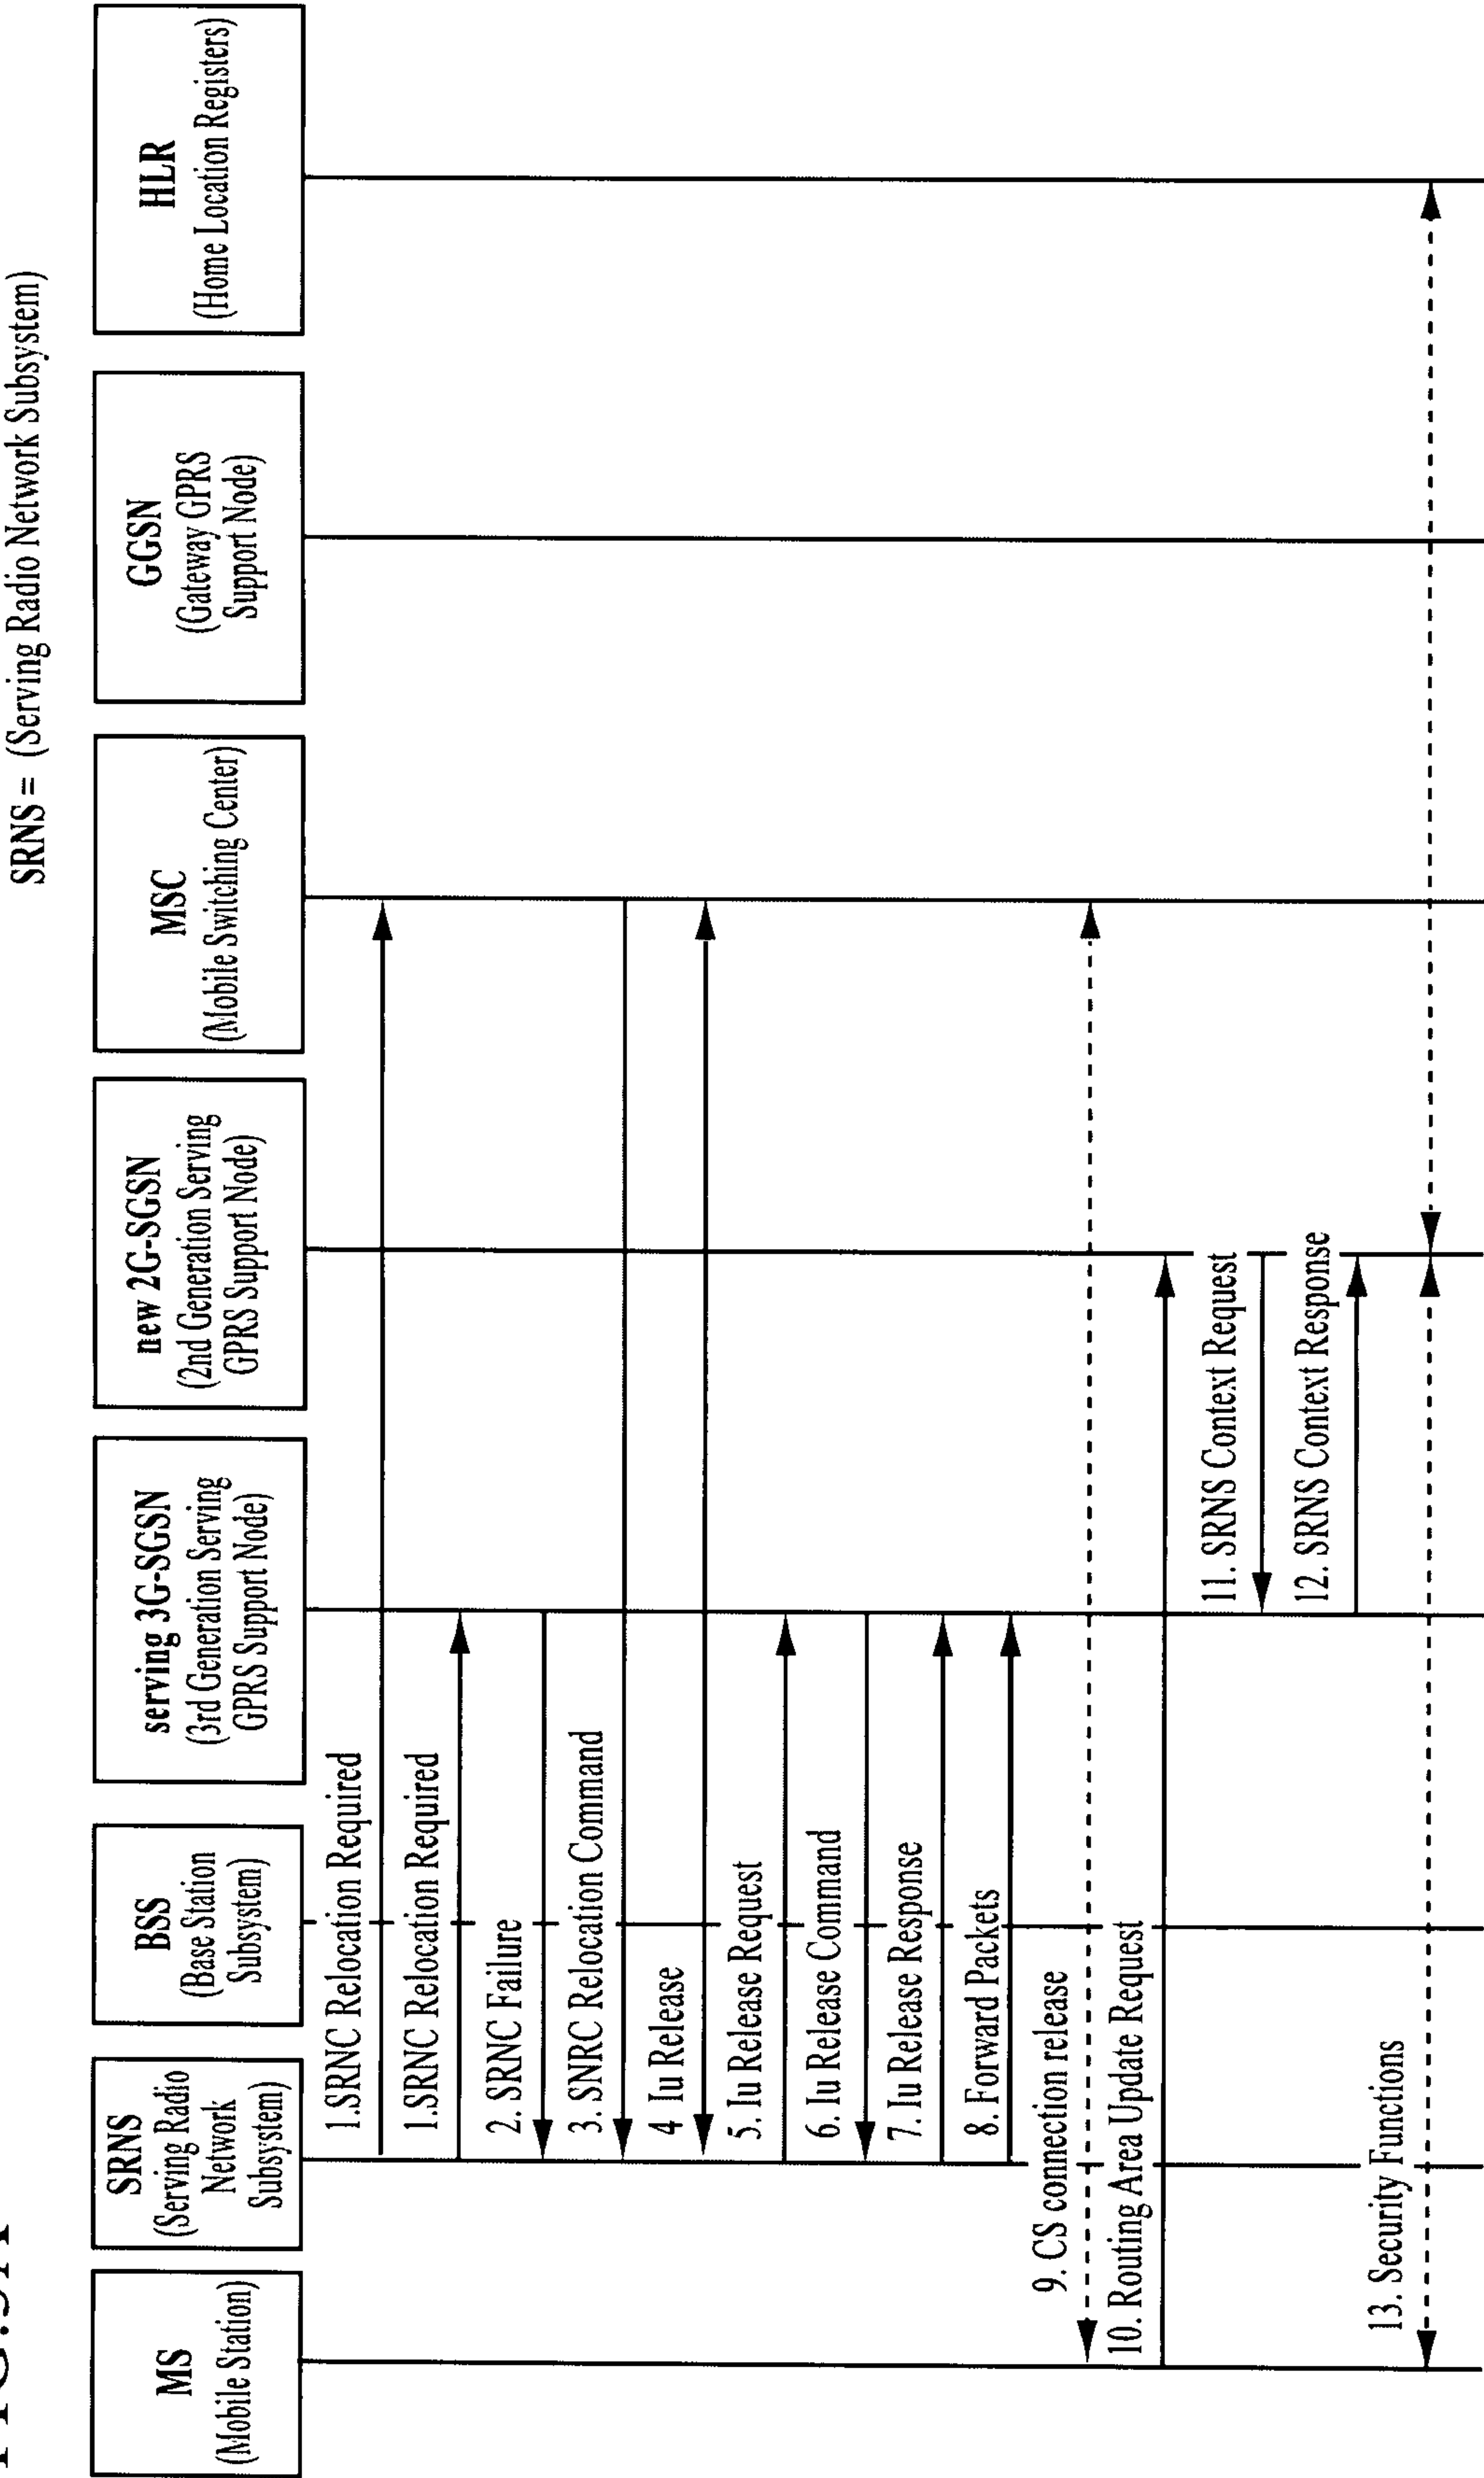 SRNS = (Serving Radio Network Subsystem)
MS
(Mobile Station)
SRNS
(Serving Radio
Network
Subsystem)
BSS
(Base Station
Subsystem)
serving 3G-SGSN
(3rd Generation Serving
GPRS Support Node)
new 2G-SGSN
(2nd Generation Serving
GPRS Support Node)
MSC
(Mobile Switching Center)
GGSN
(Gateway GPRS
Support Node)
HLR
(Home Location Registers)
1.SRNC Relocation Required
1.SRNC Relocation Required
2. SRNC Failure
3. SNRC Relocation Command
4 Iu Release
5. Iu Release Request
6. Iu Release Command
7. Iu Release Response
8. Forward Packets
9. CS connection release
10. Routing Area Update Request
11. SRNS Context Request
12. SRNS Context Response
13. Security Functions